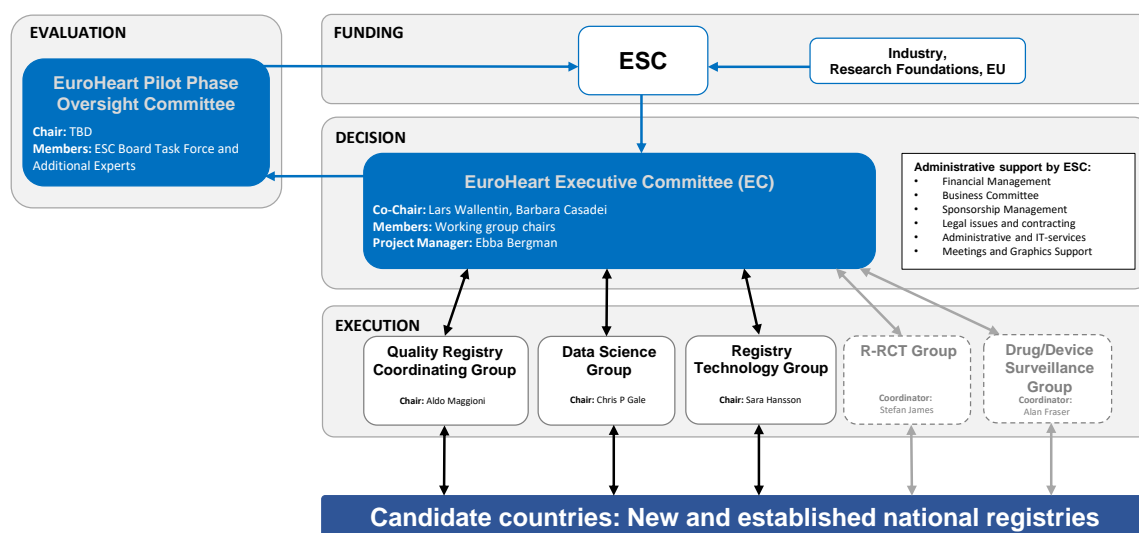 EVALUATION
EuroHeart Pilot Phase
Oversight Committee
Chair: TBD
Members: ESC Board Task Force and
Additional Experts
FUNDING
ESC
Industry,
Research Foundations, EU
DECISION
EuroHeart Executive Committee (EC)
Co-Chair: Lars Wallentin, Barbara Casadei
Members: Working group chairs
Project Manager: Ebba Bergman
Administrative support by ESC:
• Financial Management
• Business Committee
• Sponsorship Management
• Legal issues and contracting
• Administrative and IT-services
• Meetings and Graphics Support
EXECUTION
Quality Registry
Coordinating Group
Chair: Aldo Maggioni
Data Science
Group
Chair: Chris P Gale
Registry
Technology Group
Chair: Sara Hansson
R-RCT Group
Coordinator:
Stefan James
Drug/Device
Surveillance
Group
Coordinator:
Alan Fraser
Candidate countries: New and established national registries